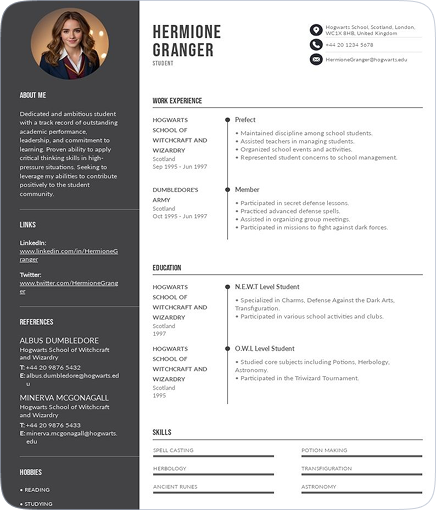 HERMIONE
GRANGER
STUDENT
Hogwarts School, Scotland, London,
WC1X 8HB, United Kingdom
+44 20 1234 5678
HermioneGranger@hogwarts.edu
ABOUT ME
Dedicated and ambitious student
with a track record of outstanding
academic performance,
leadership, and commitment to
learning. Proven ability to apply
critical thinking skills in high-
pressure situations. Seeking to
leverage my abilities to contribute
positively to the student
community.
LINKS
LinkedIn:
www.linkedin.com/in/HermioneG
ranger
Twitter:
www.twitter.com/HermioneGrang
er
REFERENCES
ALBUS DUMBLEDORE
Hogwarts School of Witchcraft
and Wizardry
T: +44 20 9876 5432
E: albus.dumbledore@hogwarts.ed
u
MINERVA MCGONAGALL
Hogwarts School of Witchcraft
and Wizardry
T: +44 20 9876 5433
E: minerva.mcgonagall@hogwarts.
edu
HOBBIES
• READING
• STUDYING
WORK EXPERIENCE
HOGWARTS
SCHOOL OF
WITCHCRAFT AND
WIZARDRY
Scotland
Sep 1995 - Jun 1997
Prefect
• Maintained discipline among school students.
• Assisted teachers in managing students.
• Organized school events and activities.
• Represented student concerns to school management.
DUMBLEDORE'S
ARMY
Scotland
Oct 1995 - Jun 1997
Member
• Participated in secret defense lessons.
• Practiced advanced defense spells.
• Assisted in organizing group meetings.
• Participated in missions to fight against dark forces.
EDUCATION
HOGWARTS
SCHOOL OF
WITCHCRAFT AND
WIZARDRY
Scotland
1997
N.E.W.T Level Student
• Specialized in Charms, Defense Against the Dark Arts,
Transfiguration.
• Participated in various school activities and clubs.
HOGWARTS
SCHOOL OF
WITCHCRAFT AND
WIZARDRY
Scotland
1995
O.W.L Level Student
• Studied core subjects including Potions, Herbology,
Astronomy.
• Participated in the Triwizard Tournament.
SKILLS
SPELL CASTING
POTION MAKING
HERBOLOGY
TRANSFIGURATION
ANCIENT RUNES
ASTRONOMY